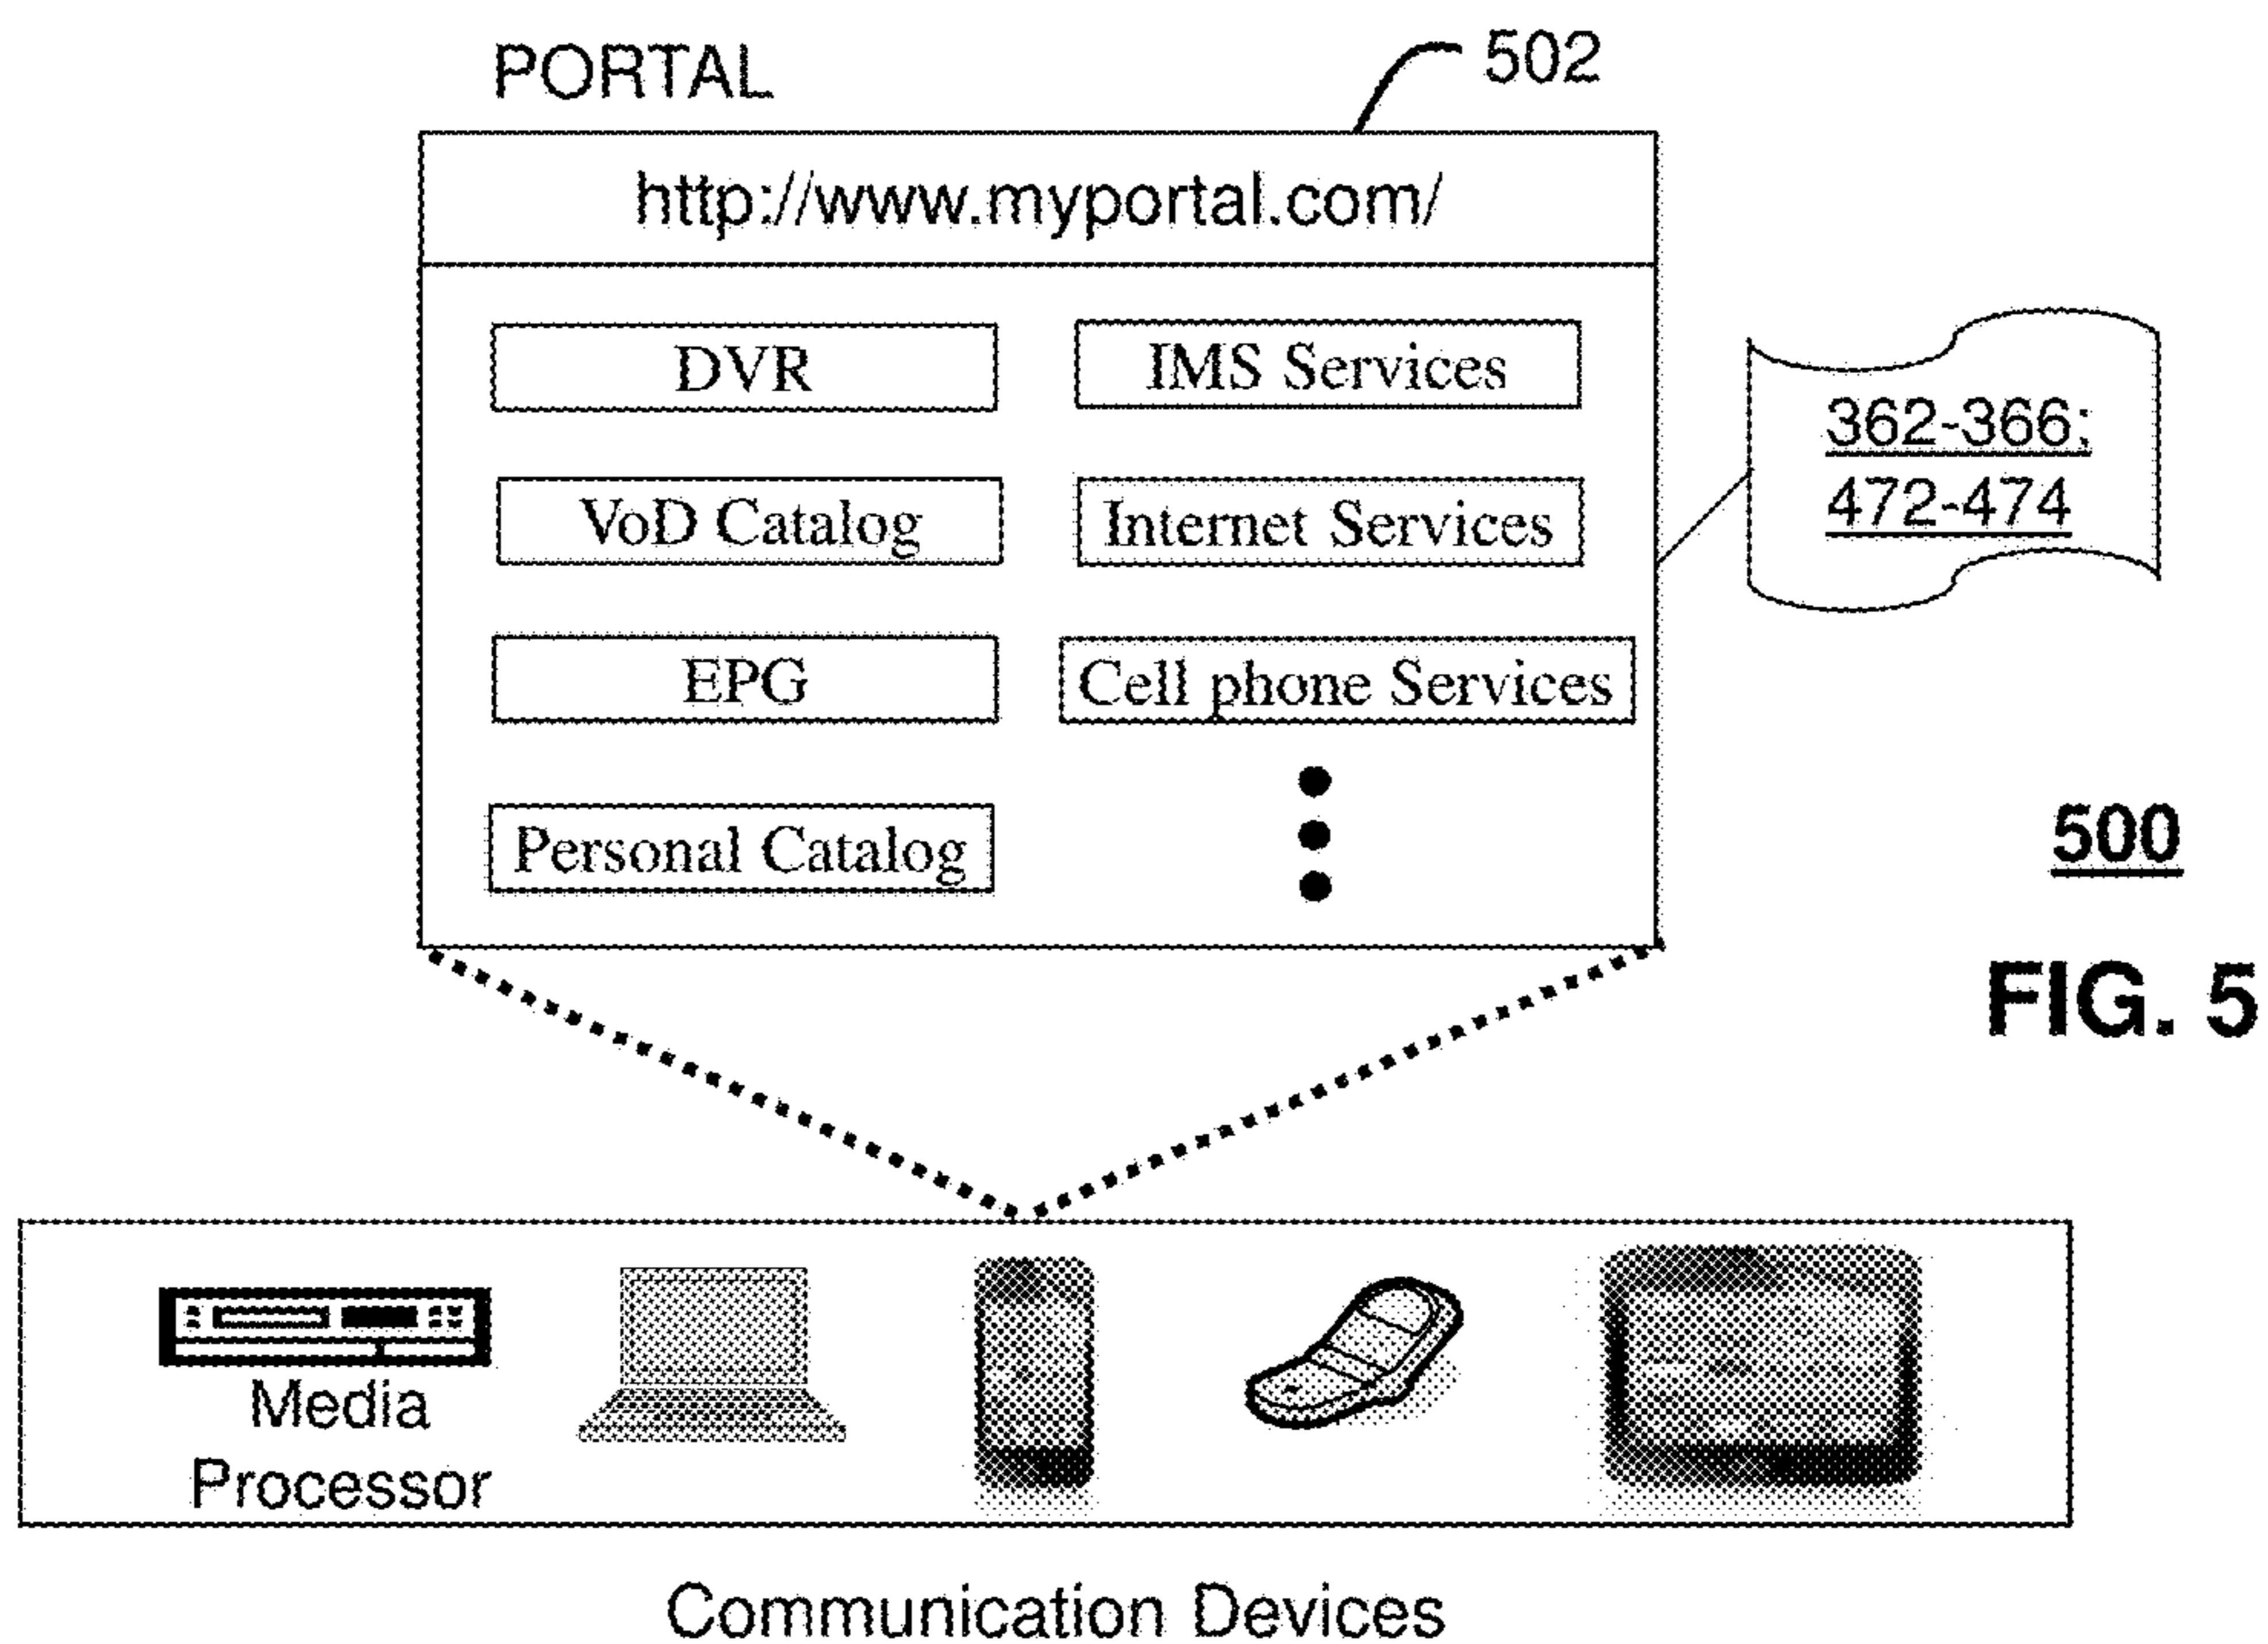 PORTAL
502
http://www.myportal.com/
DVR
IMS Services
VoD Catalog
Internet Services
EPG
Cell phone Services
Personal Catalog
362-366;
472-474
500
FIG. 5
Media
Processor
Communication Devices